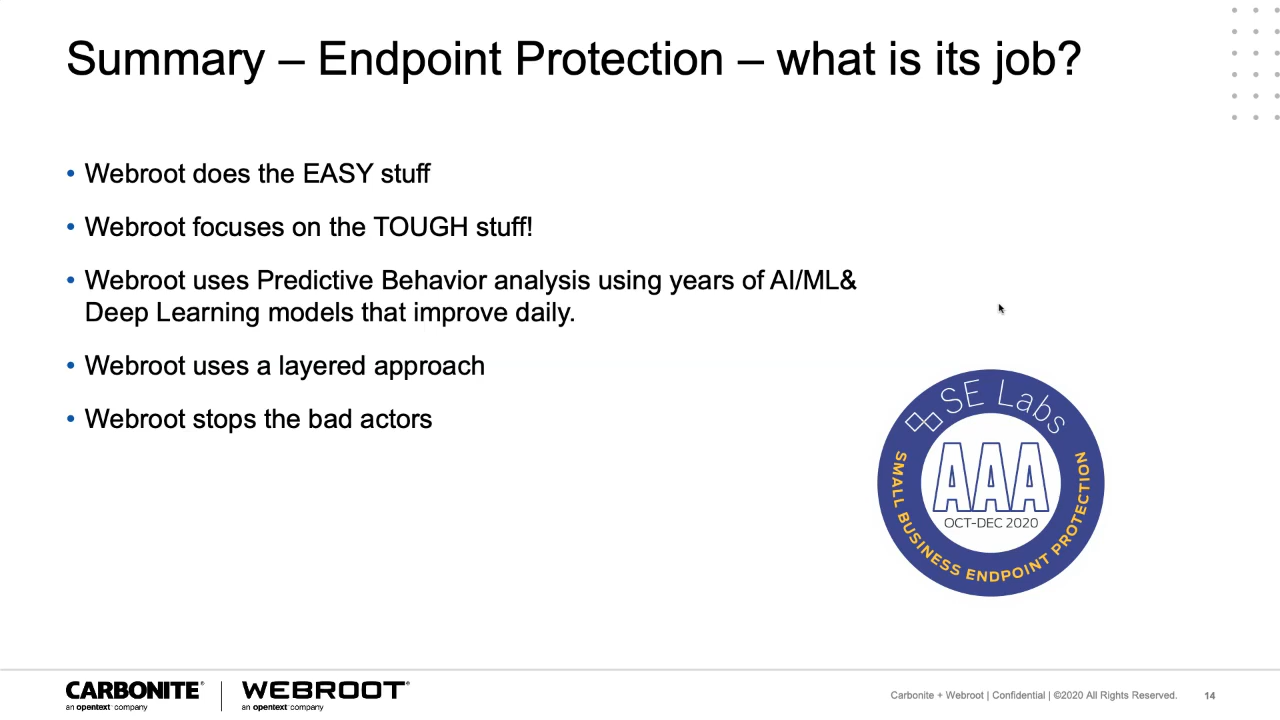 Summary – Endpoint Protection – what is its job?
• Webroot does the EASY stuff
• Webroot focuses on the TOUGH stuff!
• Webroot uses Predictive Behavior analysis using years of AI/ML&
Deep Learning models that improve daily.
• Webroot uses a layered approach
• Webroot stops the bad actors
SE Labs
AAA
OCT-DEC 2020
SMALL BUSINESS ENDPOINT PROTECTION
CARBONITE®
an opentext™ company
WEBROOT®
an opentext™ company
Carbonite + Webroot | Confidential | ©2020 All Rights Reserved.
14